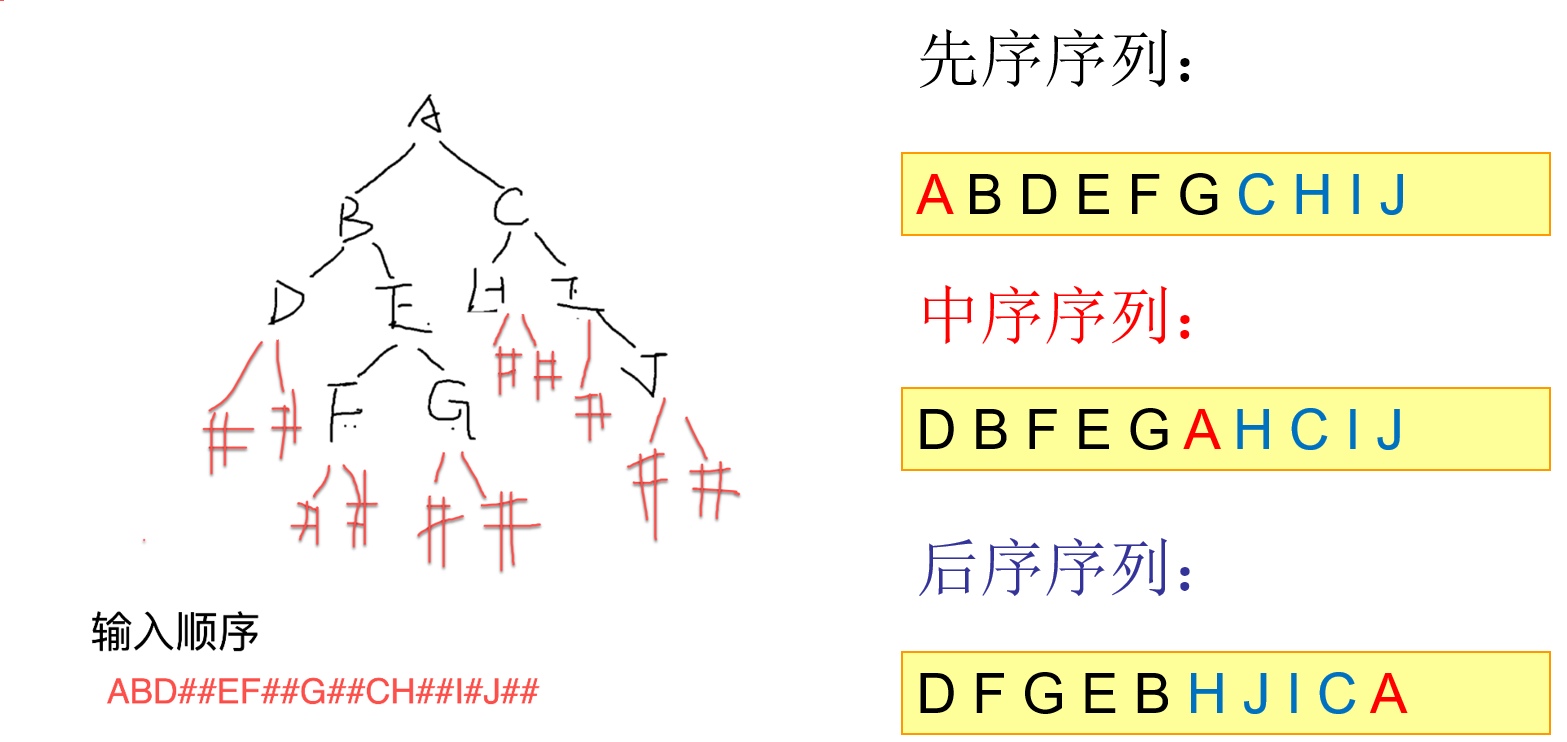 A
B C
D E H I
# # F G # # # J
# # # # # #
输入顺序
ABD##EF##G##CH##I#J##
先序序列：
A B D E F G C H I J
中序序列：
D B F E G A H C I J
后序序列：
D F G E B H J I C A